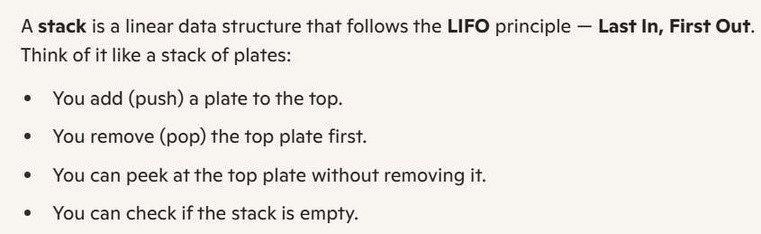 A stack is a linear data structure that follows the LIFO principle — Last In, First Out.
Think of it like a stack of plates:
• You add (push) a plate to the top.
• You remove (pop) the top plate first.
• You can peek at the top plate without removing it.
• You can check if the stack is empty.